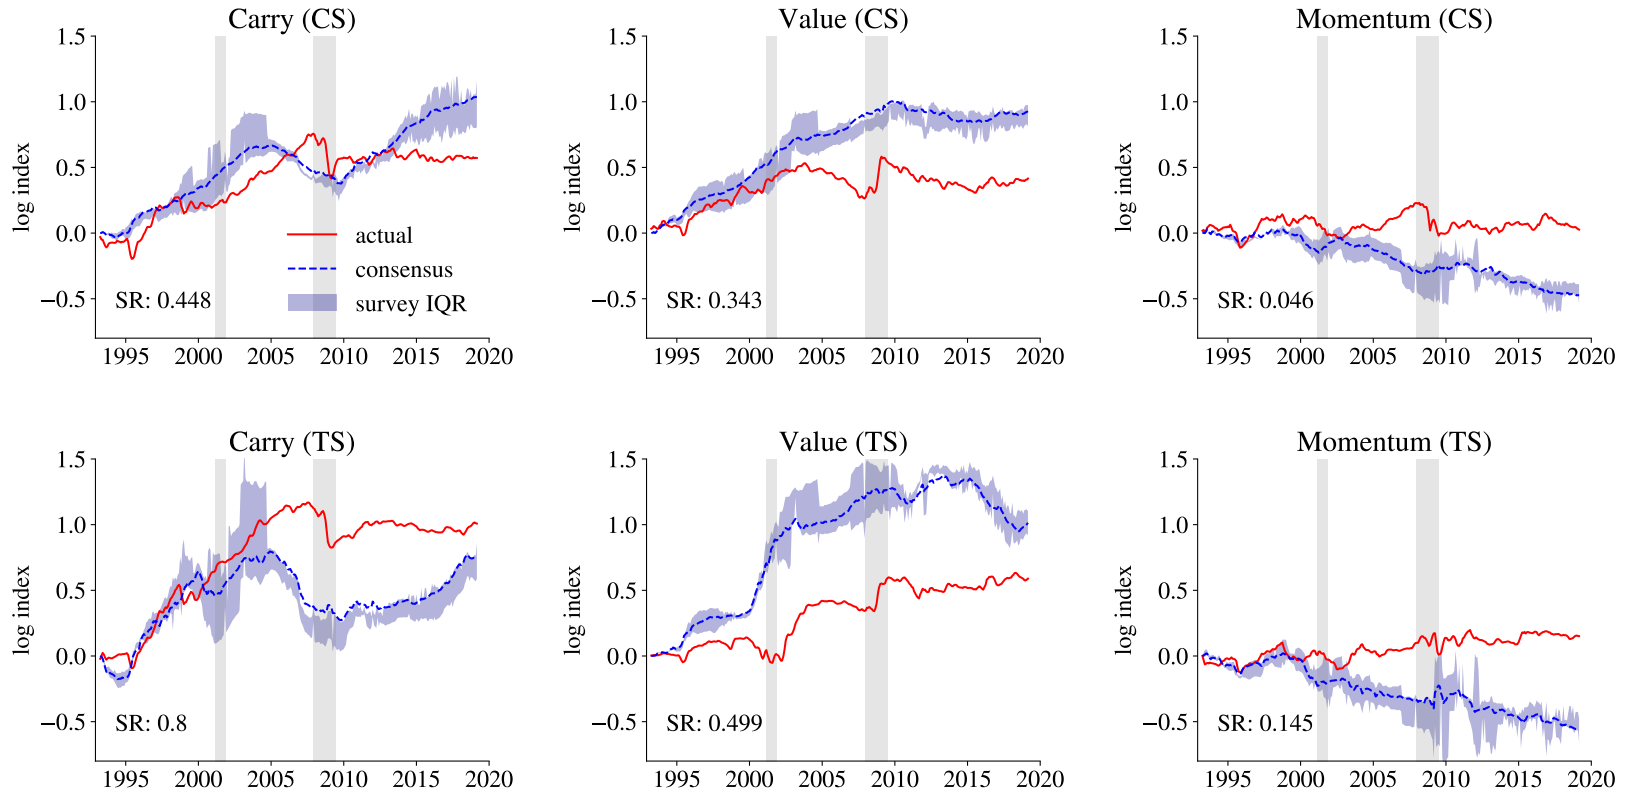 Carry (CS)
1.5
1.0
0.5
0.0
−0.5
log index
actual
consensus
survey IQR
SR: 0.448
1995 2000 2005 2010 2015 2020
Value (CS)
1.5
1.0
0.5
0.0
−0.5
log index
SR: 0.343
1995 2000 2005 2010 2015 2020
Momentum (CS)
1.5
1.0
0.5
0.0
−0.5
log index
SR: 0.046
1995 2000 2005 2010 2015 2020
Carry (TS)
1.5
1.0
0.5
0.0
−0.5
log index
SR: 0.8
1995 2000 2005 2010 2015 2020
Value (TS)
1.5
1.0
0.5
0.0
−0.5
log index
SR: 0.499
1995 2000 2005 2010 2015 2020
Momentum (TS)
1.5
1.0
0.5
0.0
−0.5
log index
SR: 0.145
1995 2000 2005 2010 2015 2020